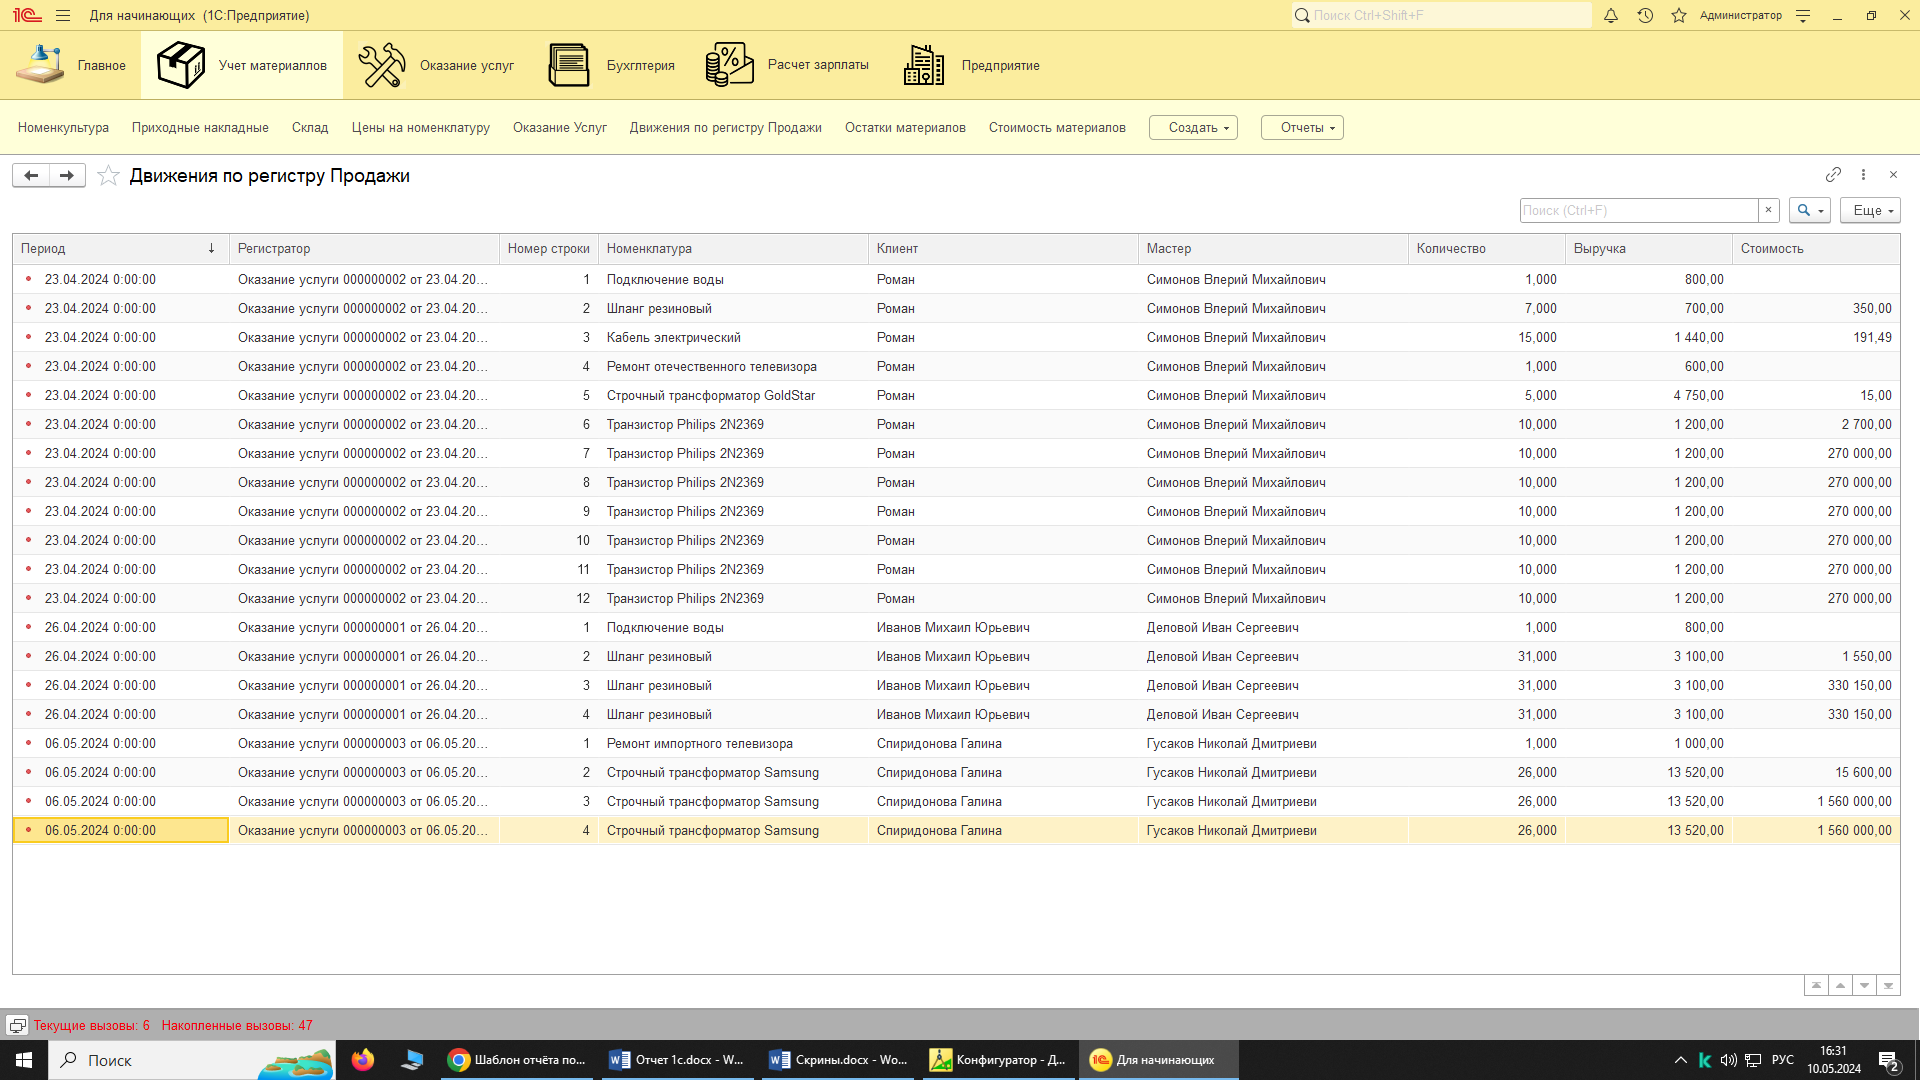 1С Для начинающих (1С:Предприятие) Поиск Ctrl+Shift+F Администратор
Главное Учет материаллов Оказание услуг Бухглтерия Расчет зарплаты Предприятие
Номенкультура Приходные накладные Склад Цены на номенклатуру Оказание Услуг Движения по регистру Продажи Остатки материалов Стоимость материалов Создать Отчеты
Движения по регистру Продажи
Поиск (Ctrl+F) × Еще
Период ↓ Регистратор Номер строки Номенклатура Клиент Мастер Количество Выручка Стоимость
23.04.2024 0:00:00 Оказание услуги 000000002 от 23.04.20... 1 Подключение воды Роман Симонов Влерий Михайлович 1,000 800,00
23.04.2024 0:00:00 Оказание услуги 000000002 от 23.04.20... 2 Шланг резиновый Роман Симонов Влерий Михайлович 7,000 700,00 350,00
23.04.2024 0:00:00 Оказание услуги 000000002 от 23.04.20... 3 Кабель электрический Роман Симонов Влерий Михайлович 15,000 1 440,00 191,49
23.04.2024 0:00:00 Оказание услуги 000000002 от 23.04.20... 4 Ремонт отечественного телевизора Роман Симонов Влерий Михайлович 1,000 600,00
23.04.2024 0:00:00 Оказание услуги 000000002 от 23.04.20... 5 Строчный трансформатор GoldStar Роман Симонов Влерий Михайлович 5,000 4 750,00 15,00
23.04.2024 0:00:00 Оказание услуги 000000002 от 23.04.20... 6 Транзистор Philips 2N2369 Роман Симонов Влерий Михайлович 10,000 1 200,00 2 700,00
23.04.2024 0:00:00 Оказание услуги 000000002 от 23.04.20... 7 Транзистор Philips 2N2369 Роман Симонов Влерий Михайлович 10,000 1 200,00 270 000,00
23.04.2024 0:00:00 Оказание услуги 000000002 от 23.04.20... 8 Транзистор Philips 2N2369 Роман Симонов Влерий Михайлович 10,000 1 200,00 270 000,00
23.04.2024 0:00:00 Оказание услуги 000000002 от 23.04.20... 9 Транзистор Philips 2N2369 Роман Симонов Влерий Михайлович 10,000 1 200,00 270 000,00
23.04.2024 0:00:00 Оказание услуги 000000002 от 23.04.20... 10 Транзистор Philips 2N2369 Роман Симонов Влерий Михайлович 10,000 1 200,00 270 000,00
23.04.2024 0:00:00 Оказание услуги 000000002 от 23.04.20... 11 Транзистор Philips 2N2369 Роман Симонов Влерий Михайлович 10,000 1 200,00 270 000,00
23.04.2024 0:00:00 Оказание услуги 000000002 от 23.04.20... 12 Транзистор Philips 2N2369 Роман Симонов Влерий Михайлович 10,000 1 200,00 270 000,00
26.04.2024 0:00:00 Оказание услуги 000000001 от 26.04.20... 1 Подключение воды Иванов Михаил Юрьевич Деловой Иван Сергеевич 1,000 800,00
26.04.2024 0:00:00 Оказание услуги 000000001 от 26.04.20... 2 Шланг резиновый Иванов Михаил Юрьевич Деловой Иван Сергеевич 31,000 3 100,00 1 550,00
26.04.2024 0:00:00 Оказание услуги 000000001 от 26.04.20... 3 Шланг резиновый Иванов Михаил Юрьевич Деловой Иван Сергеевич 31,000 3 100,00 330 150,00
26.04.2024 0:00:00 Оказание услуги 000000001 от 26.04.20... 4 Шланг резиновый Иванов Михаил Юрьевич Деловой Иван Сергеевич 31,000 3 100,00 330 150,00
06.05.2024 0:00:00 Оказание услуги 000000003 от 06.05.20... 1 Ремонт импортного телевизора Спиридонова Галина Гусаков Николай Дмитриеви 1,000 1 000,00
06.05.2024 0:00:00 Оказание услуги 000000003 от 06.05.20... 2 Строчный трансформатор Samsung Спиридонова Галина Гусаков Николай Дмитриеви 26,000 13 520,00 15 600,00
06.05.2024 0:00:00 Оказание услуги 000000003 от 06.05.20... 3 Строчный трансформатор Samsung Спиридонова Галина Гусаков Николай Дмитриеви 26,000 13 520,00 1 560 000,00
06.05.2024 0:00:00 Оказание услуги 000000003 от 06.05.20... 4 Строчный трансформатор Samsung Спиридонова Галина Гусаков Николай Дмитриеви 26,000 13 520,00 1 560 000,00
Текущие вызовы: 6 Накопленные вызовы: 47
Поиск Шаблон отчёта по... Отчет 1с.docx - W... Скрины.docx - Wo... Конфигуратор - Д... Для начинающих РУС 16:31
10.05.2024 2